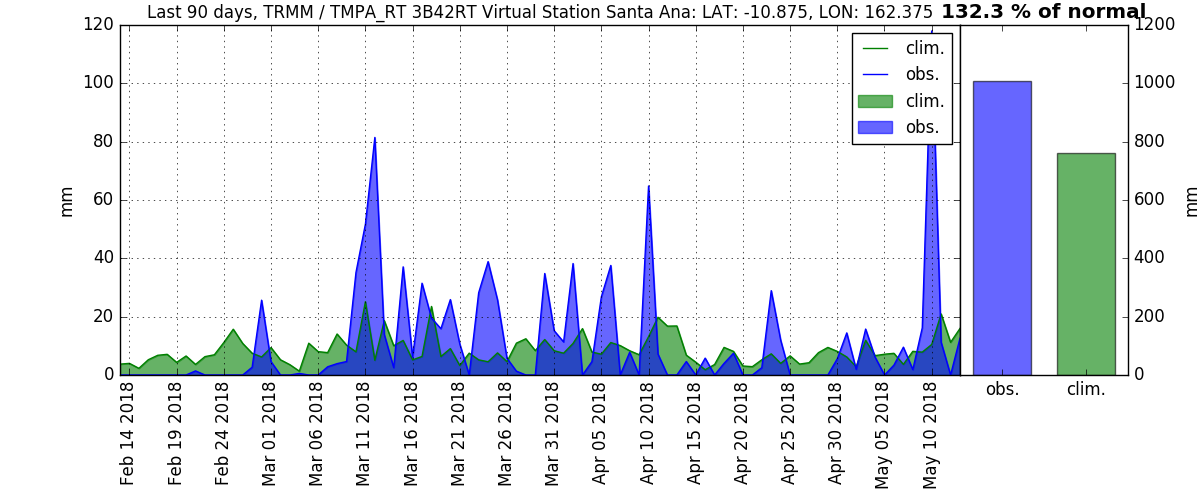 Last 90 days, TRMM / TMPA_RT 3B42RT Virtual Station Santa Ana: LAT: -10.875, LON: 162.375 132.3 % of normal
120
100
80
60
40
20
0
mm
clim.
obs.
clim.
obs.
1200
1000
800
600
400
200
0
mm
Feb 14 2018
Feb 19 2018
Feb 24 2018
Mar 01 2018
Mar 06 2018
Mar 11 2018
Mar 16 2018
Mar 21 2018
Mar 26 2018
Mar 31 2018
Apr 05 2018
Apr 10 2018
Apr 15 2018
Apr 20 2018
Apr 25 2018
Apr 30 2018
May 05 2018
May 10 2018
obs. clim.